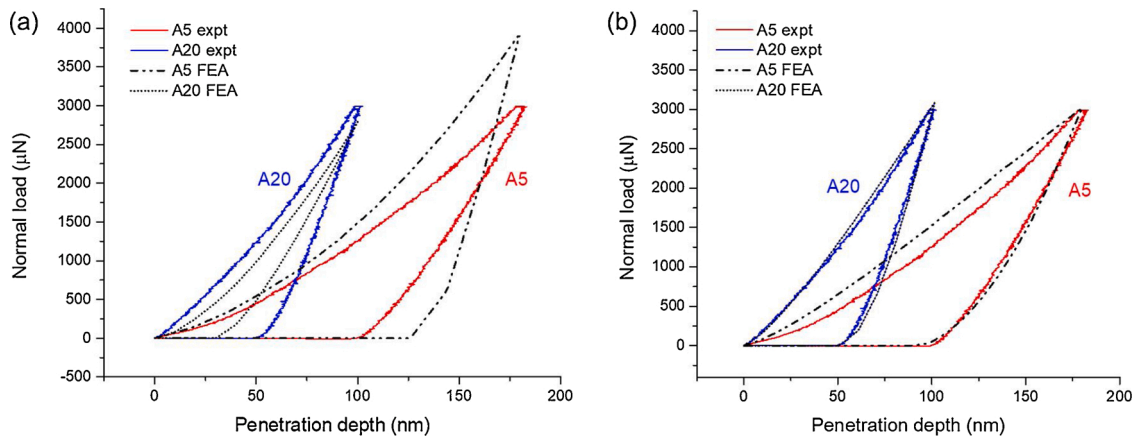 (a)
A5 expt
A20 expt
A5 FEA
A20 FEA
4000
3500
3000
2500
2000
1500
1000
500
0
-500
Normal load (μN)
A20
A5
0
50
100
150
200
Penetration depth (nm)
(b)
A5 expt
A20 expt
A5 FEA
A20 FEA
4000
3500
3000
2500
2000
1500
1000
500
0
Normal load (μN)
A20
A5
0
50
100
150
200
Penetration depth (nm)